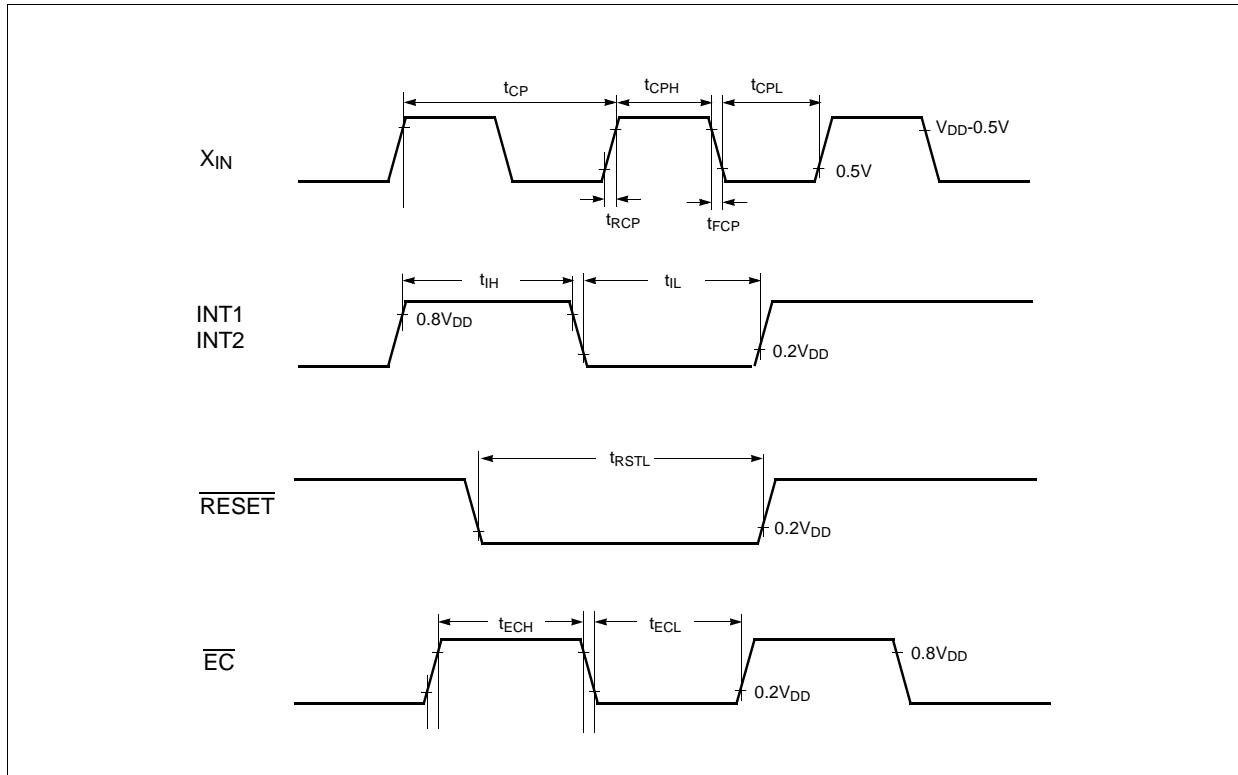 tCP
tCPH
tCPL
XIN
VDD-0.5V
0.5V
tRCP
tFCP
tIH
tIL
INT1
INT2
0.8VDD
0.2VDD
tRSTL
RESET
0.2VDD
tECH
tECL
EC
0.8VDD
0.2VDD